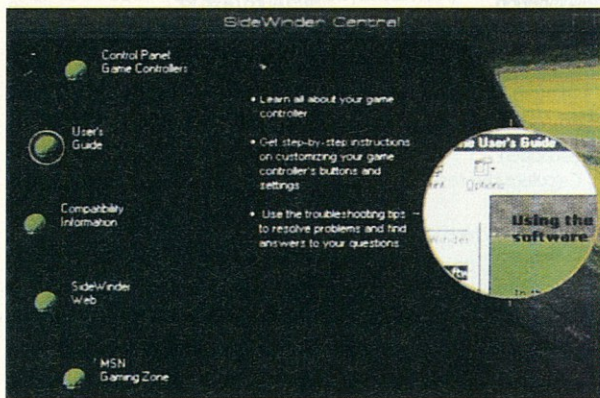 SideWinder Central
Control Panel:
Game Controllers
User's
Guide
Compatibility
Information
SideWinder
Web
MSN
Gaming Zone
• Learn all about your game
controller
• Get step-by-step instructions
on customizing your game
controller's buttons and
settings
• Use the troubleshooting tips
to resolve problems and find
answers to your questions.
User's Guide
Options
Using the
software